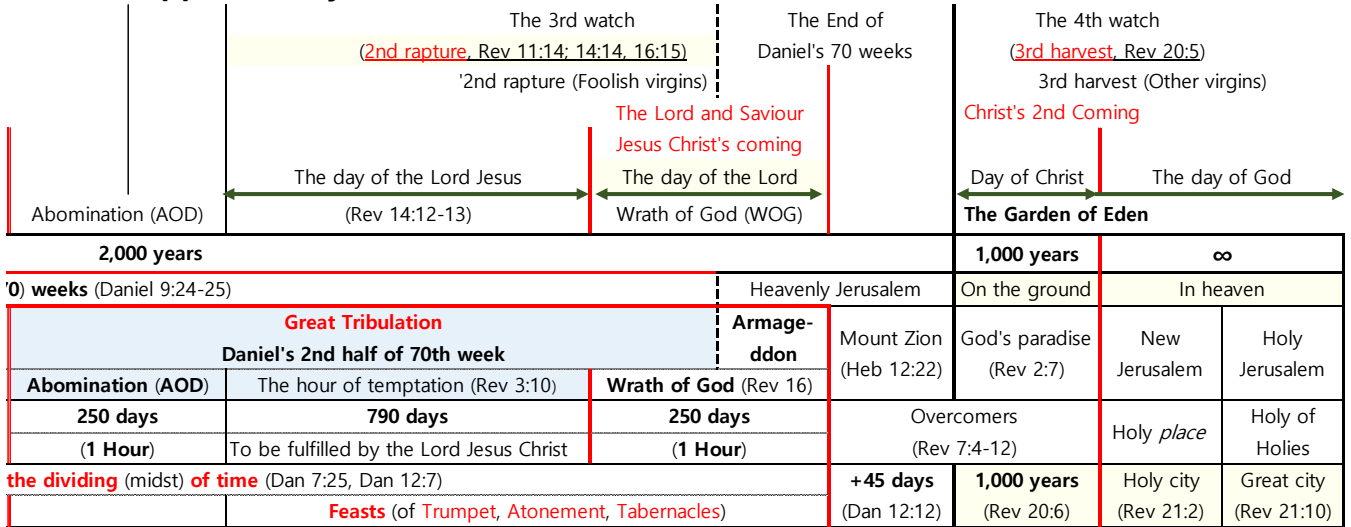 The 3rd watch The End of The 4th watch
(2nd rapture, Rev 11:14; 14:14, 16:15) Daniel's 70 weeks (3rd harvest, Rev 20:5)
'2nd rapture (Foolish virgins) 3rd harvest (Other virgins)
The Lord and Saviour Christ's 2nd Coming
Jesus Christ's coming
The day of the Lord Jesus The day of the Lord Day of Christ The day of God
Abomination (AOD) (Rev 14:12-13) Wrath of God (WOG) The Garden of Eden
2,000 years 1,000 years ∞
0) weeks (Daniel 9:24-25) Heavenly Jerusalem On the ground In heaven
Great Tribulation Armage-
Daniel's 2nd half of 70th week ddon
Mount Zion God's paradise New Holy
(Heb 12:22) (Rev 2:7) Jerusalem Jerusalem
Abomination (AOD) The hour of temptation (Rev 3:10) Wrath of God (Rev 16)
250 days 790 days 250 days Overcomers Holy place Holy of
(1 Hour) To be fulfilled by the Lord Jesus Christ (1 Hour) (Rev 7:4-12) Holies
the dividing (midst) of time (Dan 7:25, Dan 12:7) +45 days 1,000 years Holy city Great city
Feasts (of Trumpet, Atonement, Tabernacles) (Dan 12:12) (Rev 20:6) (Rev 21:2) (Rev 21:10)